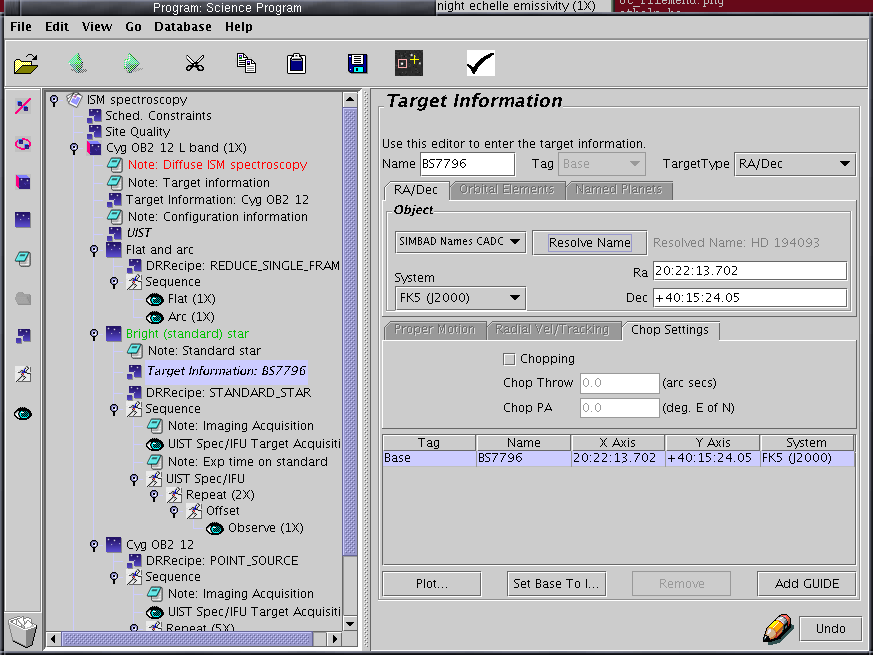 Program: Science Program
night echelle emissivity (1X)
File Edit View Go Database Help
ISM spectroscopy
Sched. Constraints
Site Quality
Cyg OB2 12 L band (1X)
Note: Diffuse ISM spectroscopy
Note: Target information
Target Information: Cyg OB2 12
Note: Configuration information
UIST
Flat and arc
DRRecipe: REDUCE_SINGLE_FRAM
Sequence
Flat (1X)
Arc (1X)
Bright (standard) star
Note: Standard star
Target Information: BS7796
DRRecipe: STANDARD_STAR
Sequence
Note: Imaging Acquisition
UIST Spec/IFU Target Acquisiti
Note: Exp time on standard
UIST Spec/IFU
Repeat (2X)
Offset
Observe (1X)
Cyg OB2 12
DRRecipe: POINT_SOURCE
Sequence
Note: Imaging Acquisition
UIST Spec/IFU Target Acquisiti
Repeat (5X)
Target Information
Use this editor to enter the target information.
Name BS7796 Tag Base TargetType RA/Dec
RA/Dec Orbital Elements Named Planets
Object
SIMBAD Names CADC Resolve Name Resolved Name: HD 194093
Ra 20:22:13.702
System
FK5 (J2000) Dec +40:15:24.05
Proper Motion Radial Vel/Tracking Chop Settings
Chopping
Chop Throw 0.0 (arc secs)
Chop PA 0.0 (deg. E of N)
Tag Name X Axis Y Axis System
Base BS7796 20:22:13.702 +40:15:24.05 FK5 (J2000)
Plot... Set Base To I... Remove Add GUIDE
Undo